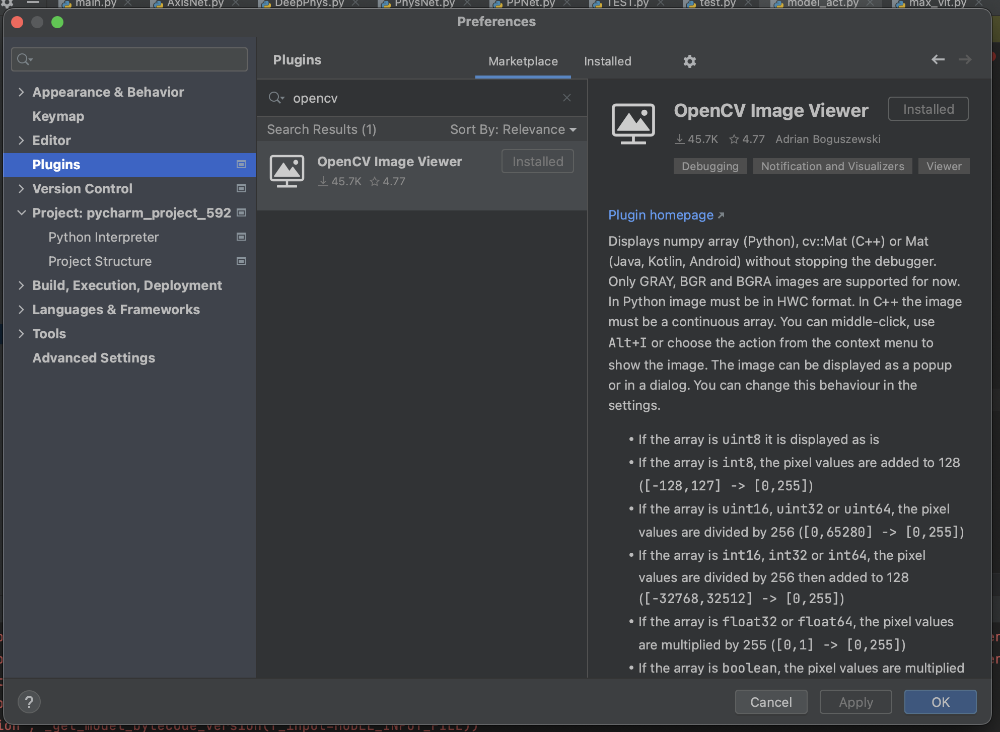 main.py
AxisNet.py
DeepPhys.py
PhysNet.py
PPNet.py
TEST.py
test.py
model_act.py
max_vit.py
Preferences
Appearance & Behavior
Keymap
Editor
Plugins
Version Control
Project: pycharm_project_592
Python Interpreter
Project Structure
Build, Execution, Deployment
Languages & Frameworks
Tools
Advanced Settings
Plugins
Marketplace
Installed
opencv
Search Results (1)
Sort By: Relevance
OpenCV Image Viewer
Installed
45.7K
4.77
OpenCV Image Viewer
Installed
45.7K 4.77 Adrian Boguszewski
Debugging
Notification and Visualizers
Viewer
Plugin homepage
Displays numpy array (Python), cv::Mat (C++) or Mat
(Java, Kotlin, Android) without stopping the debugger.
Only GRAY, BGR and BGRA images are supported for now.
In Python image must be in HWC format. In C++ the image
must be a continuous array. You can middle-click, use
Alt+I or choose the action from the context menu to
show the image. The image can be displayed as a popup
or in a dialog. You can change this behaviour in the
settings.
• If the array is uint8 it is displayed as is
• If the array is int8, the pixel values are added to 128
([-128,127] -> [0,255])
• If the array is uint16, uint32 or uint64, the pixel
values are divided by 256 ([0,65280] -> [0,255])
• If the array is int16, int32 or int64, the pixel
values are divided by 256 then added to 128
([-32768,32512] -> [0,255])
• If the array is float32 or float64, the pixel values
are multiplied by 255 ([0,1] -> [0,255])
• If the array is boolean, the pixel values are multiplied
?
Cancel
Apply
OK
_get_model_bytecode_version(f_input=MODEL_INPUT_FILE))